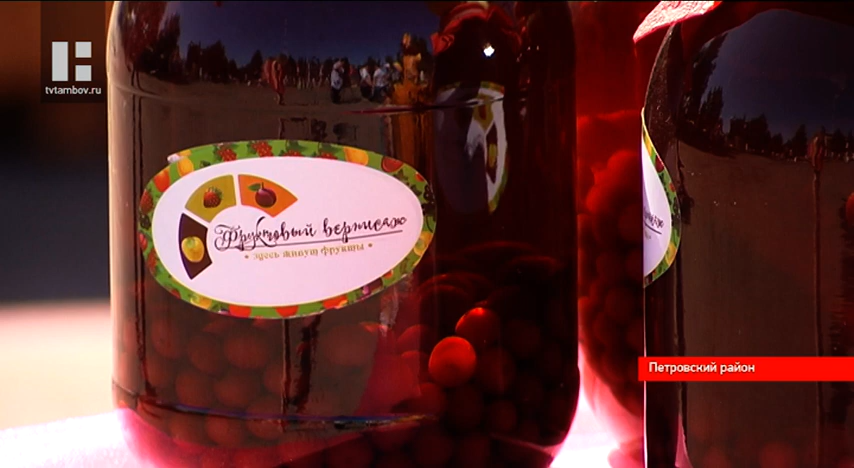 tvtambov.ru
Фруктовый вернисаж
• здесь живут фрукты •
Петровский район